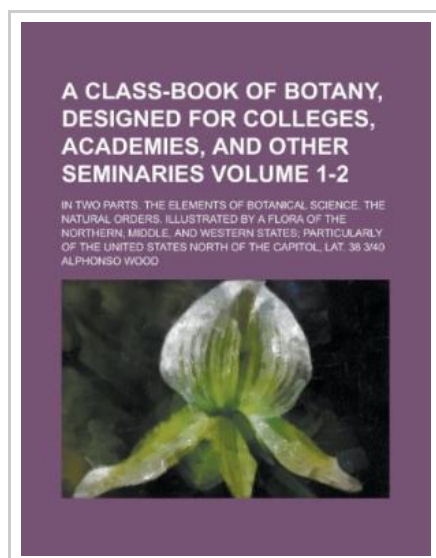 A CLASS-BOOK OF BOTANY,
DESIGNED FOR COLLEGES,
ACADEMIES, AND OTHER
SEMINARIES VOLUME 1-2
IN TWO PARTS. THE ELEMENTS OF BOTANICAL SCIENCE. THE
NATURAL ORDERS. ILLUSTRATED BY A FLORA OF THE
NORTHERN, MIDDLE, AND WESTERN STATES; PARTICULARLY
OF THE UNITED STATES NORTH OF THE CAPITOL, LAT. 38 3/40
ALPHONSO WOOD